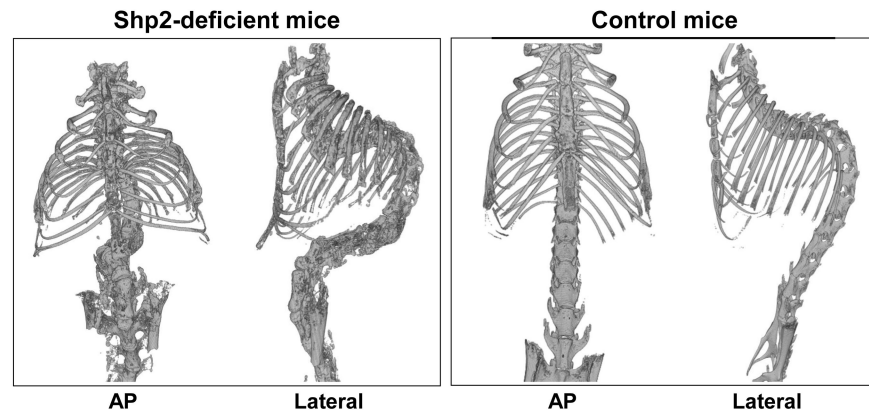 Shp2-deficient mice
Control mice
AP
Lateral
AP
Lateral